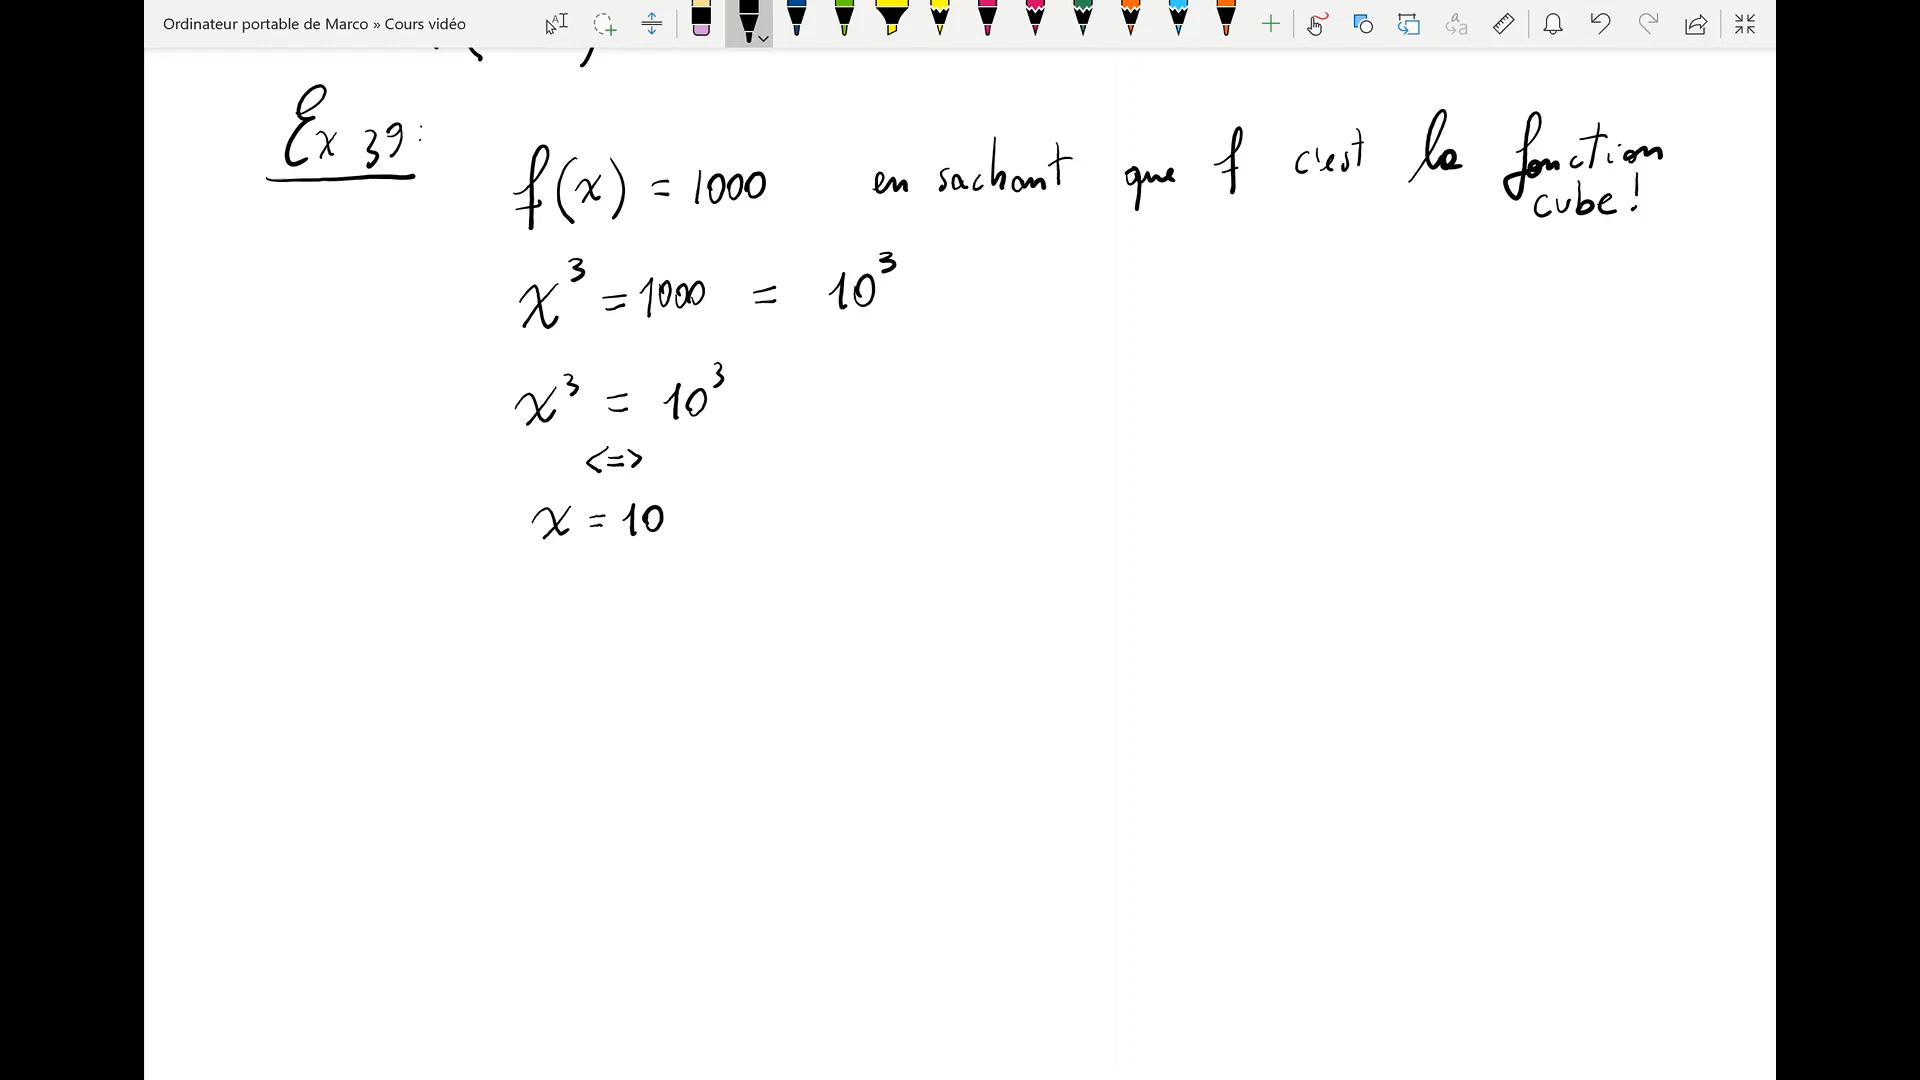 Ordinateur portable de Marco » Cours vidéo
Ex 39:
f(x) = 1000 en sachant que f c'est la fonction
cube!
x³ = 1000 = 10³
x³ = 10³
<=>
x = 10